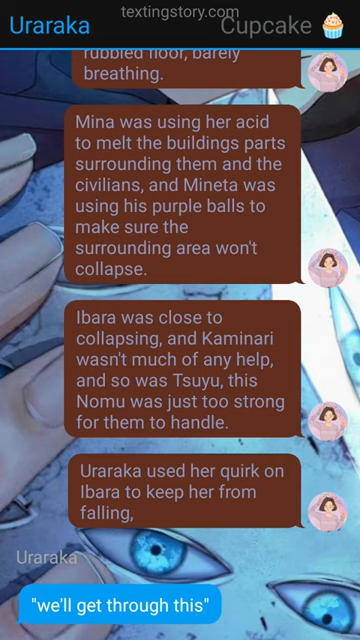 textingstory.com
Uraraka
Cupcake 🧁
rubbled floor, barely
breathing.
Mina was using her acid
to melt the buildings parts
surrounding them and the
civilians, and Mineta was
using his purple balls to
make sure the
surrounding area won't
collapse.
Ibara was close to
collapsing, and Kaminari
wasn't much of any help,
and so was Tsuyu, this
Nomu was just too strong
for them to handle.
Uraraka used her quirk on
Ibara to keep her from
falling,
Uraraka
"we'll get through this"